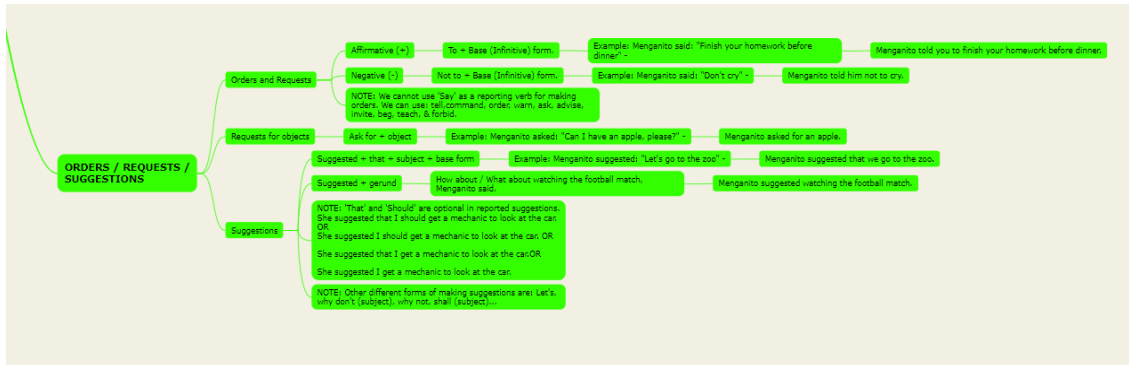 ORDERS / REQUESTS /
SUGGESTIONS
Orders and Requests
Affirmative (+)
To + Base (Infinitive) form.
Example: Menganito said: "Finish your homework before
dinner" -
Menganito told you to finish your homework before dinner.
Negative (-)
Not to + Base (Infinitive) form.
Example: Menganito said: "Don't cry" -
Menganito told him not to cry.
NOTE: We cannot use 'Say' as a reporting verb for making
orders. We can use: tell,command, order, warn, ask, advise,
invite, beg, teach, & forbid.
Requests for objects
Ask for + object
Example: Menganito asked: "Can I have an apple, please?" -
Menganito asked for an apple.
Suggestions
Suggested + that + subject + base form
Example: Menganito suggested: "Let's go to the zoo" -
Menganito suggested that we go to the zoo.
Suggested + gerund
How about / What about watching the football match,
Menganito said.
Menganito suggested watching the football match.
NOTE: 'That' and 'Should' are optional in reported suggestions.
She suggested that I should get a mechanic to look at the car.
OR
She suggested I should get a mechanic to look at the car. OR
She suggested that I get a mechanic to look at the car.OR
She suggested I get a mechanic to look at the car.
NOTE: Other different forms of making suggestions are: Let's,
why don't (subject), why not, shall (subject)...